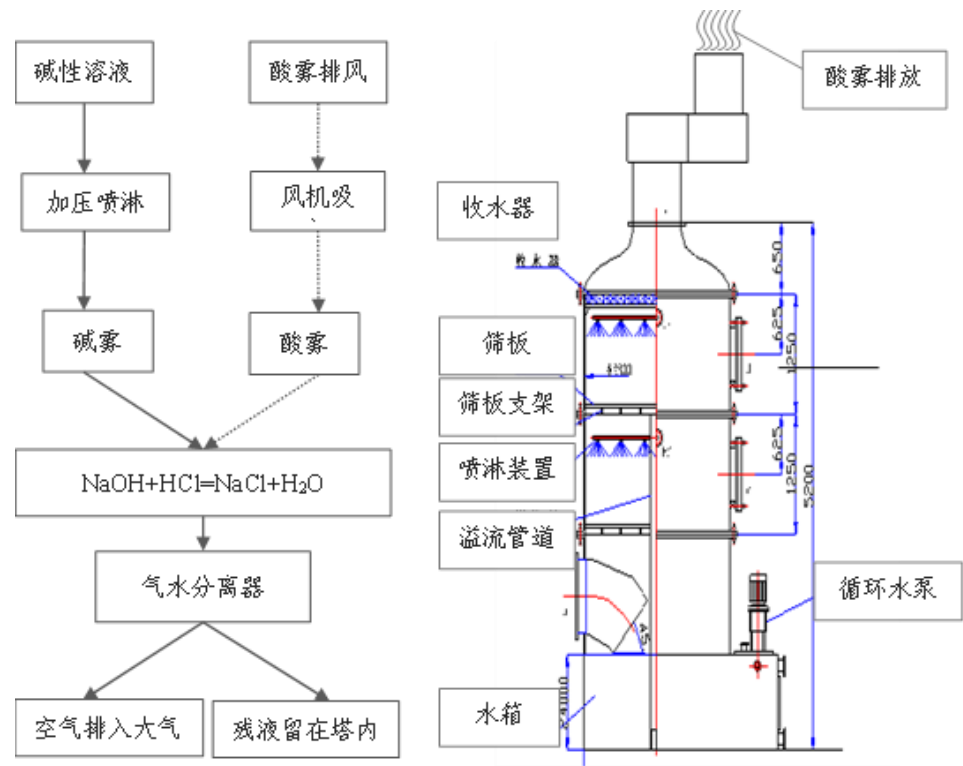 碱性溶液
酸雾排风
加压喷淋
风机吸
碱雾
酸雾
NaOH+HCl=NaCl+H₂O
气水分离器
空气排入大气
残液留在塔内
酸雾排放
收水器
收水器
筛板
筛板支架
喷淋装置
溢流管道
循环水泵
水箱
650
625
1250
625
1250
5200
45